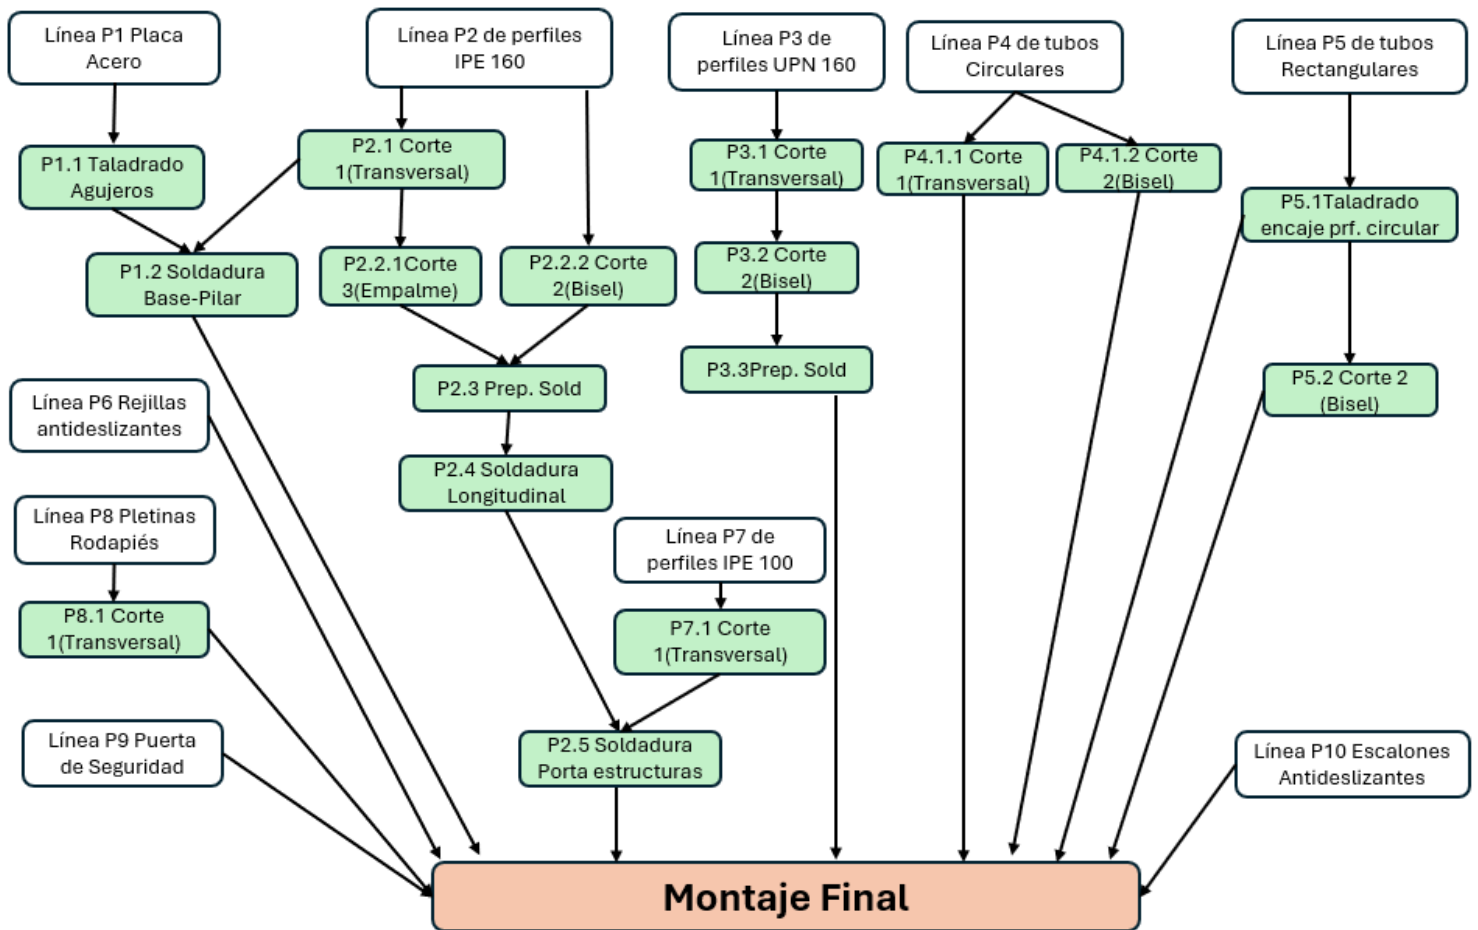 Línea P1 Placa
Acero
Línea P2 de perfiles
IPE 160
Línea P3 de
perfiles UPN 160
Línea P4 de tubos
Circulares
Línea P5 de tubos
Rectangulares
P1.1 Taladrado
Agujeros
P2.1 Corte
1(Transversal)
P3.1 Corte
1(Transversal)
P4.1.1 Corte
1(Transversal)
P4.1.2 Corte
2(Bisel)
P5.1Taladrado
encaje prf. circular
P1.2 Soldadura
Base-Pilar
P2.2.1Corte
3(Empalme)
P2.2.2 Corte
2(Bisel)
P3.2 Corte
2(Bisel)
P2.3 Prep. Sold
P3.3Prep. Sold
P5.2 Corte 2
(Bisel)
Línea P6 Rejillas
antideslizantes
P2.4 Soldadura
Longitudinal
Línea P8 Pletinas
Rodapiés
Línea P7 de
perfiles IPE 100
P8.1 Corte
1(Transversal)
P7.1 Corte
1(Transversal)
Línea P9 Puerta
de Seguridad
P2.5 Soldadura
Porta estructuras
Línea P10 Escalones
Antideslizantes
Montaje Final